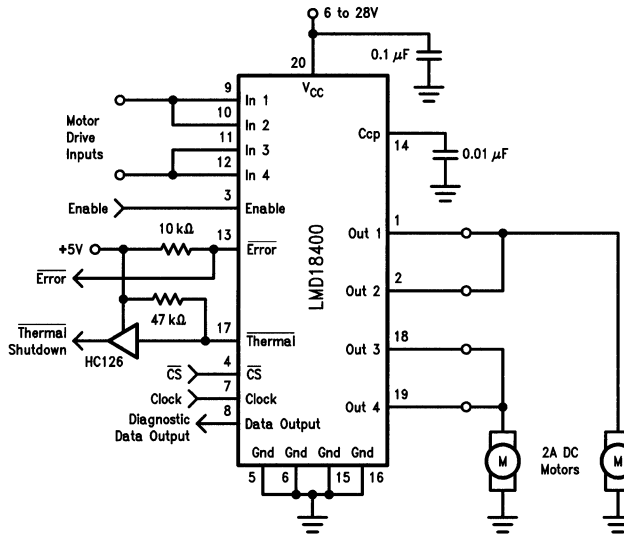 6 to 28V
0.1 μF
20
VCC
9
In 1
10
In 2
11
In 3
12
In 4
Motor
Drive
Inputs
Ccp
14
0.01 μF
3
Enable
Enable
+5V
10 kΩ
13
Error
Error
47 kΩ
17
Thermal
Thermal
Shutdown
HC126
4
CS
CS
7
Clock
Clock
8
Data Output
Diagnostic
Data Output
LMD18400
1
Out 1
2
Out 2
18
Out 3
19
Out 4
Gnd Gnd Gnd Gnd
5 6 15 16
M
2A DC
Motors
M